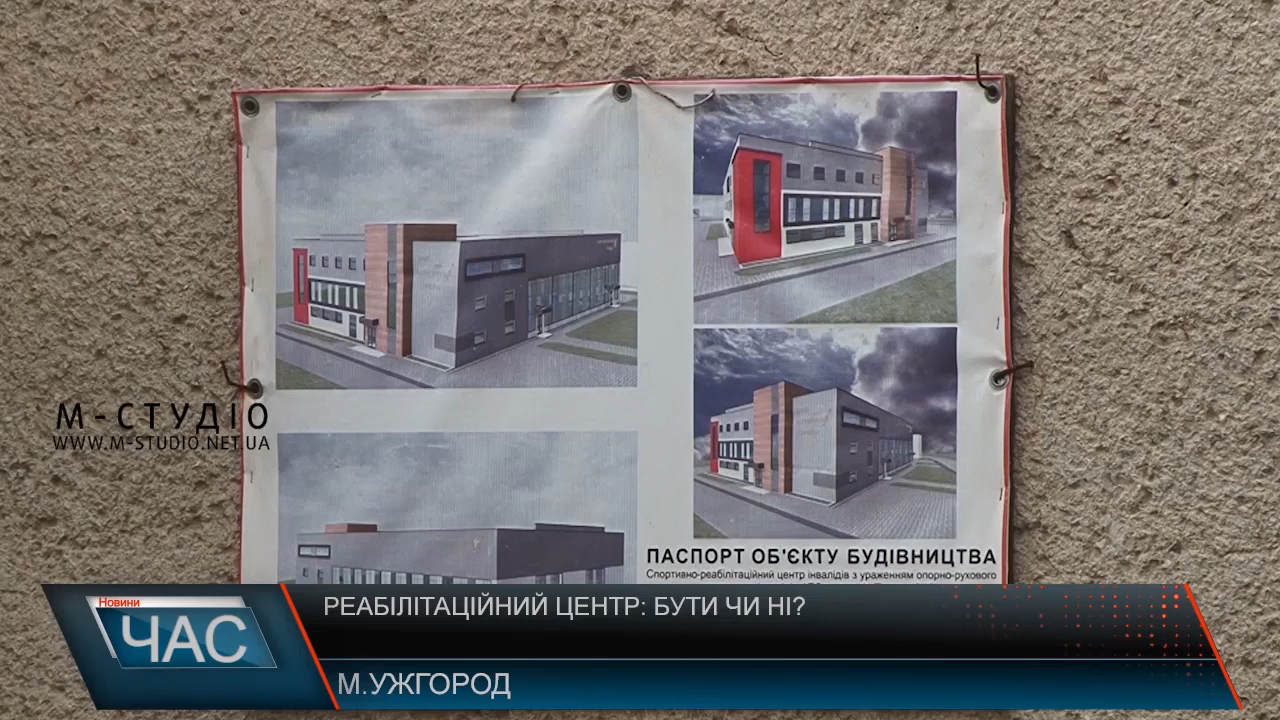 М-СТУДІО
WWW.M-STUDIO.NET.UA
ПАСПОРТ ОБ'ЄКТУ БУДІВНИЦТВА
Спортивно-реабілітаційний центр інвалідів з ураженням опорно-рухового
Новини
ЧАС
РЕАБІЛІТАЦІЙНИЙ ЦЕНТР: БУТИ ЧИ НІ?
М.УЖГОРОД